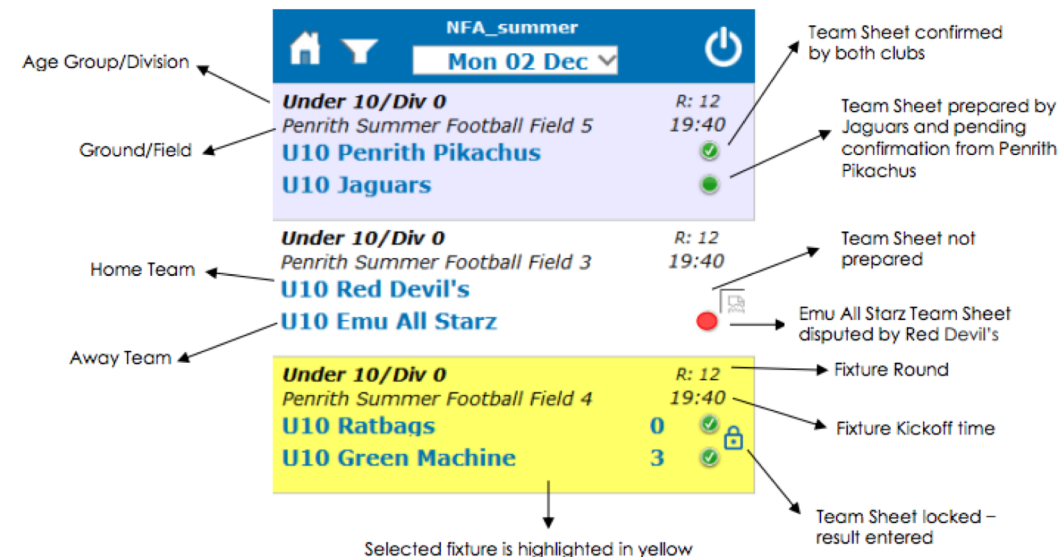 NFA_summer
Mon 02 Dec
Team Sheet confirmed
by both clubs
Age Group/Division
Under 10/Div 0 R: 12
Penrith Summer Football Field 5 19:40
Ground/Field
U10 Penrith Pikachus
U10 Jaguars
Team Sheet prepared by
Jaguars and pending
confirmation from Penrith
Pikachus
Under 10/Div 0 R: 12
Penrith Summer Football Field 3 19:40
Team Sheet not
prepared
Home Team
U10 Red Devil's
U10 Emu All Starz
Emu All Starz Team Sheet
disputed by Red Devil's
Away Team
Under 10/Div 0 R: 12
Fixture Round
Penrith Summer Football Field 4 19:40
U10 Ratbags 0
Fixture Kickoff time
U10 Green Machine 3
Team Sheet locked –
result entered
Selected fixture is highlighted in yellow